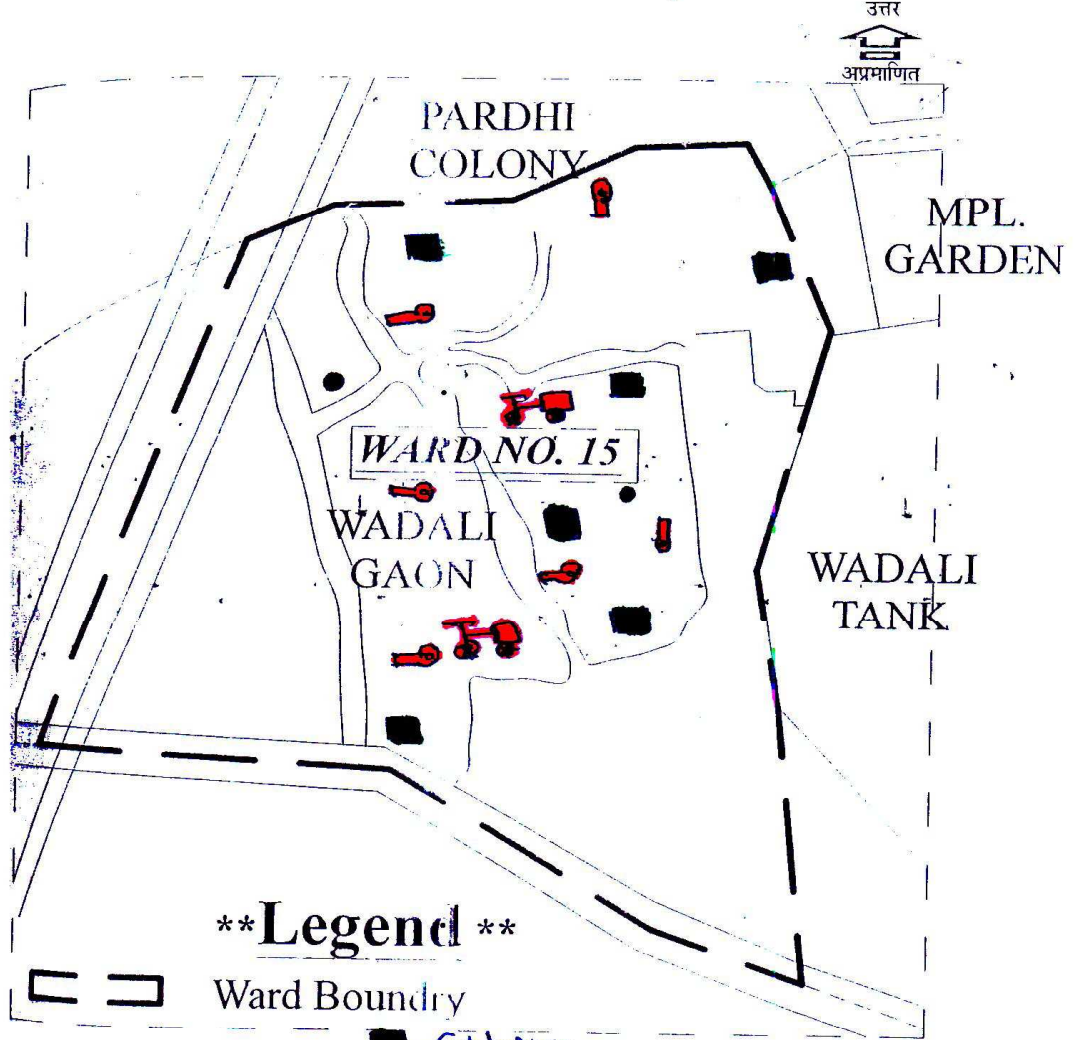 उत्तर
अप्रमाणित
PARDHI
COLONY
MPL.
GARDEN
WARD NO. 15
WADALI
GAON
WADALI
TANK
**Legend**
Ward Boundry